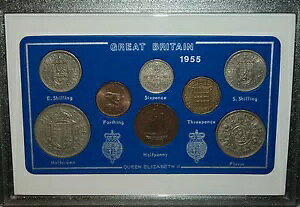 GREAT BRITAIN
1955
E. Shilling
Sixpence
S. Shilling
Farthing
Threepence
Halfcrown
Halfpenny
Florin
QUEEN ELIZABETH II